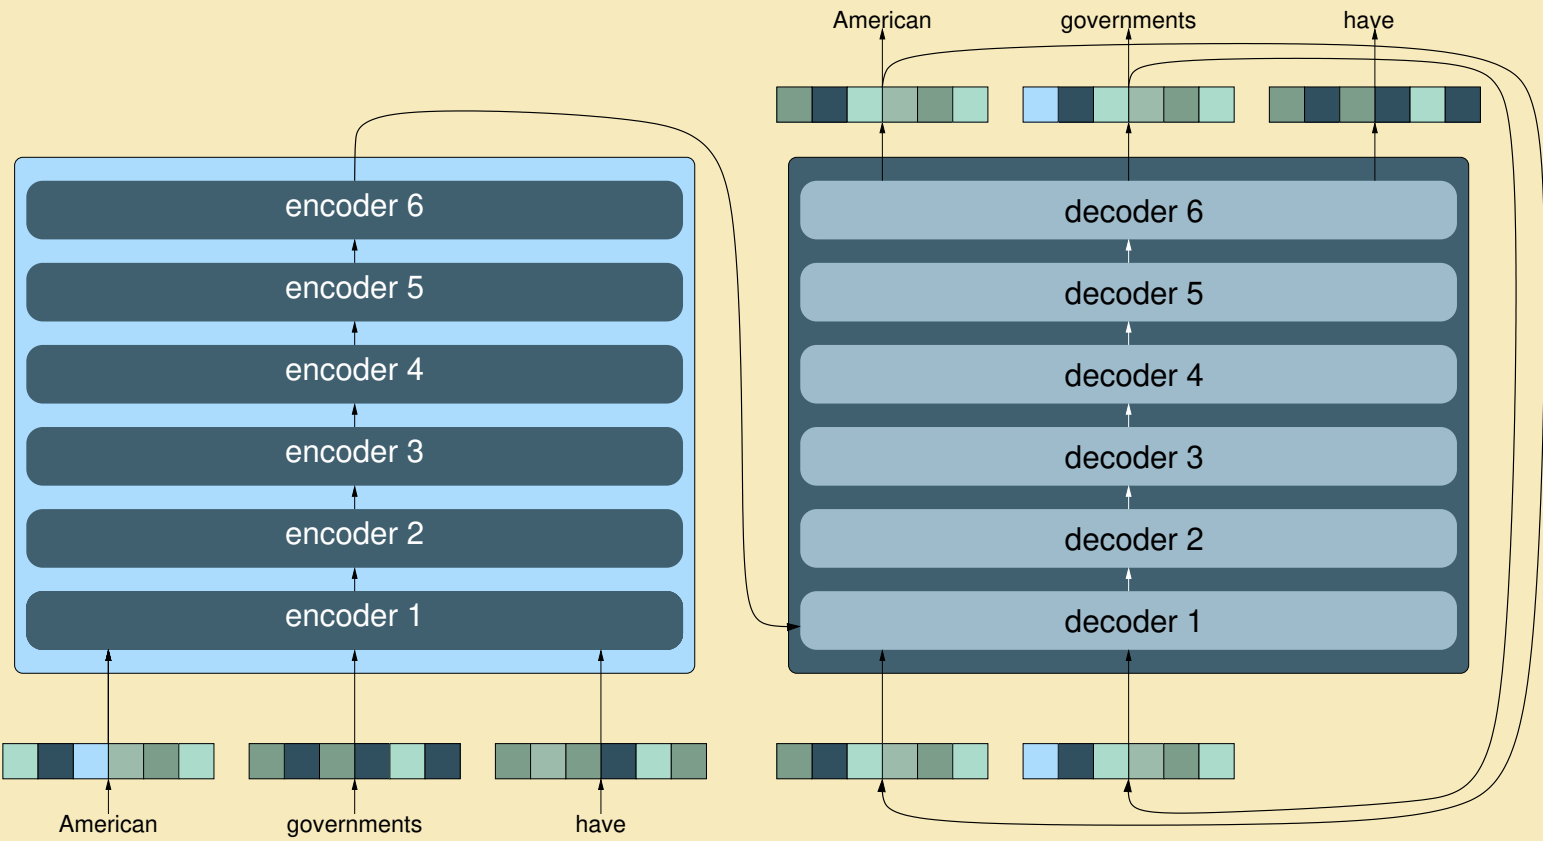 American governments have
encoder 6
encoder 5
encoder 4
encoder 3
encoder 2
encoder 1
American governments have
decoder 6
decoder 5
decoder 4
decoder 3
decoder 2
decoder 1